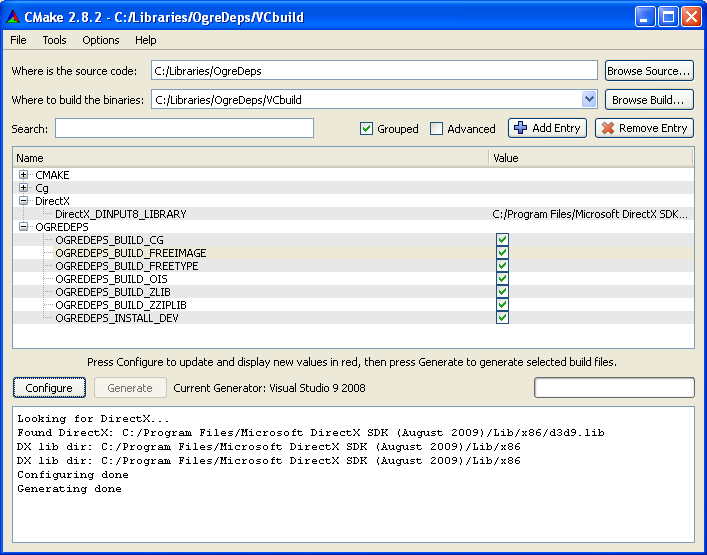 CMake 2.8.2 - C:/Libraries/OgreDeps/VCbuild
File Tools Options Help
Where is the source code: C:/Libraries/OgreDeps Browse Source...
Where to build the binaries: C:/Libraries/OgreDeps/VCbuild Browse Build...
Search: Grouped Advanced Add Entry Remove Entry
Name Value
CMAKE
Cg
DirectX
DirectX_DINPUT8_LIBRARY C:/Program Files/Microsoft DirectX SDK...
OGREDEPS
OGREDEPS_BUILD_CG
OGREDEPS_BUILD_FREEIMAGE
OGREDEPS_BUILD_FREETYPE
OGREDEPS_BUILD_OIS
OGREDEPS_BUILD_ZLIB
OGREDEPS_BUILD_ZZIPLIB
OGREDEPS_INSTALL_DEV
Press Configure to update and display new values in red, then press Generate to generate selected build files.
Configure Generate Current Generator: Visual Studio 9 2008
Looking for DirectX...
Found DirectX: C:/Program Files/Microsoft DirectX SDK (August 2009)/Lib/x86/d3d9.lib
DX lib dir: C:/Program Files/Microsoft DirectX SDK (August 2009)/Lib/x86
DX lib dir: C:/Program Files/Microsoft DirectX SDK (August 2009)/Lib/x86
Configuring done
Generating done